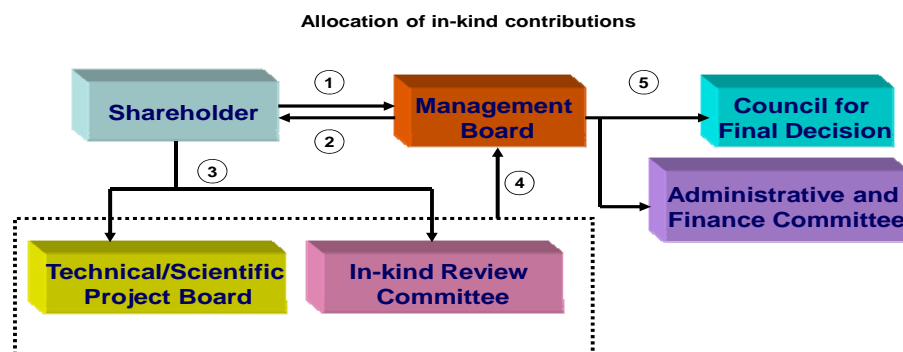 Allocation of in-kind contributions
1
5
Shareholder
Management
Board
Council for
Final Decision
2
3
4
Administrative and
Finance Committee
Technical/Scientific
Project Board
In-kind Review
Committee